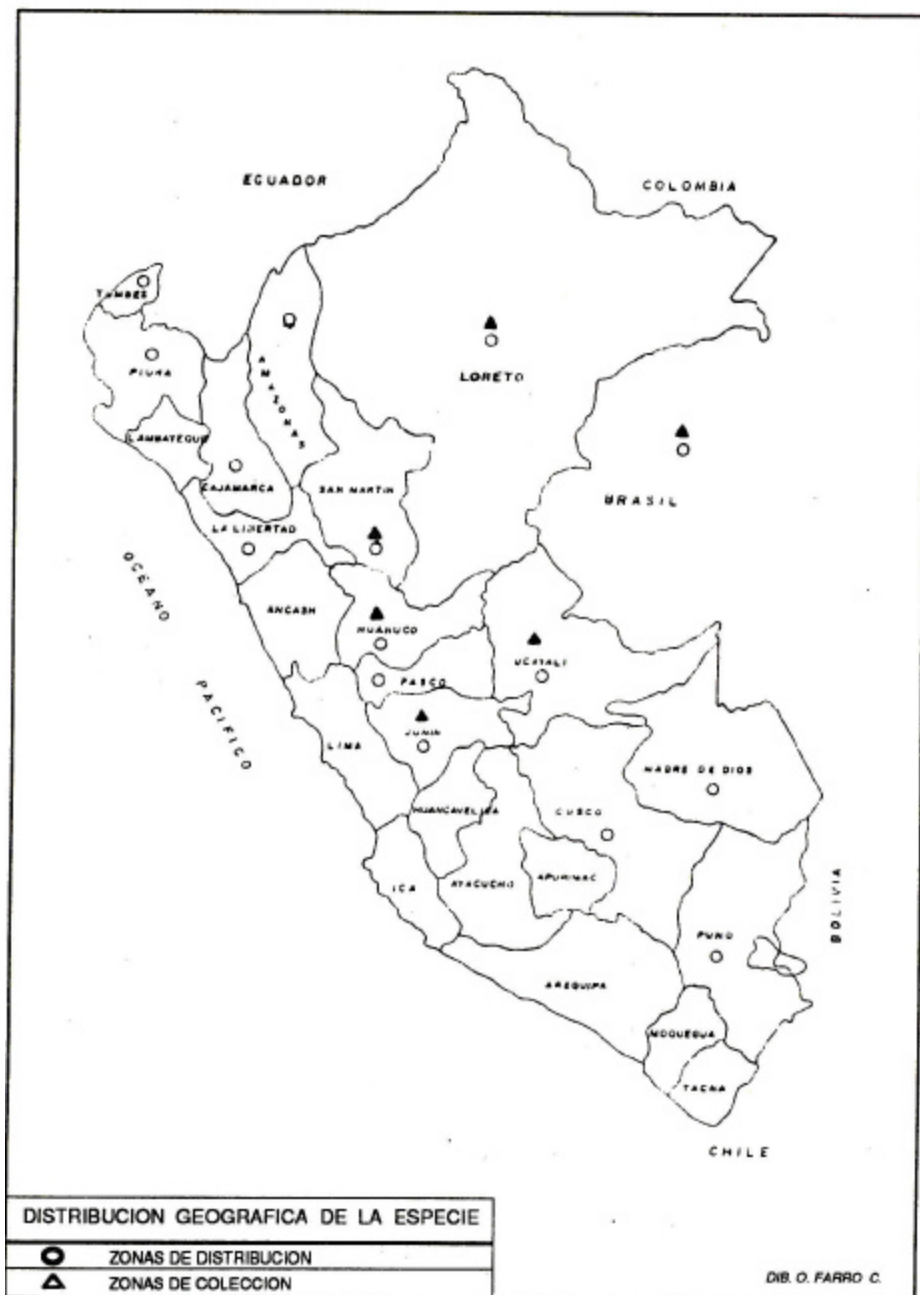 ECUADOR
COLOMBIA
TUMBES
PIURA
AMAZONAS
LORETO
LAMBAYEQUE
CAJAMARCA
SAN MARTIN
BRASIL
LA LIBERTAD
OCEANO PACIFICO
ANCASH
HUANUCO
UCAYALI
PASCO
JUNIN
LIMA
MADRE DE DIOS
HUANCAVELICA
CUSCO
ICA
AYACUCHO
APURIMAC
BOLIVIA
PUNO
AREQUIPA
MOQUEGUA
TACNA
CHILE
DISTRIBUCION GEOGRAFICA DE LA ESPECIE
ZONAS DE DISTRIBUCION
ZONAS DE COLECCION
DIB. O. FARRO C.